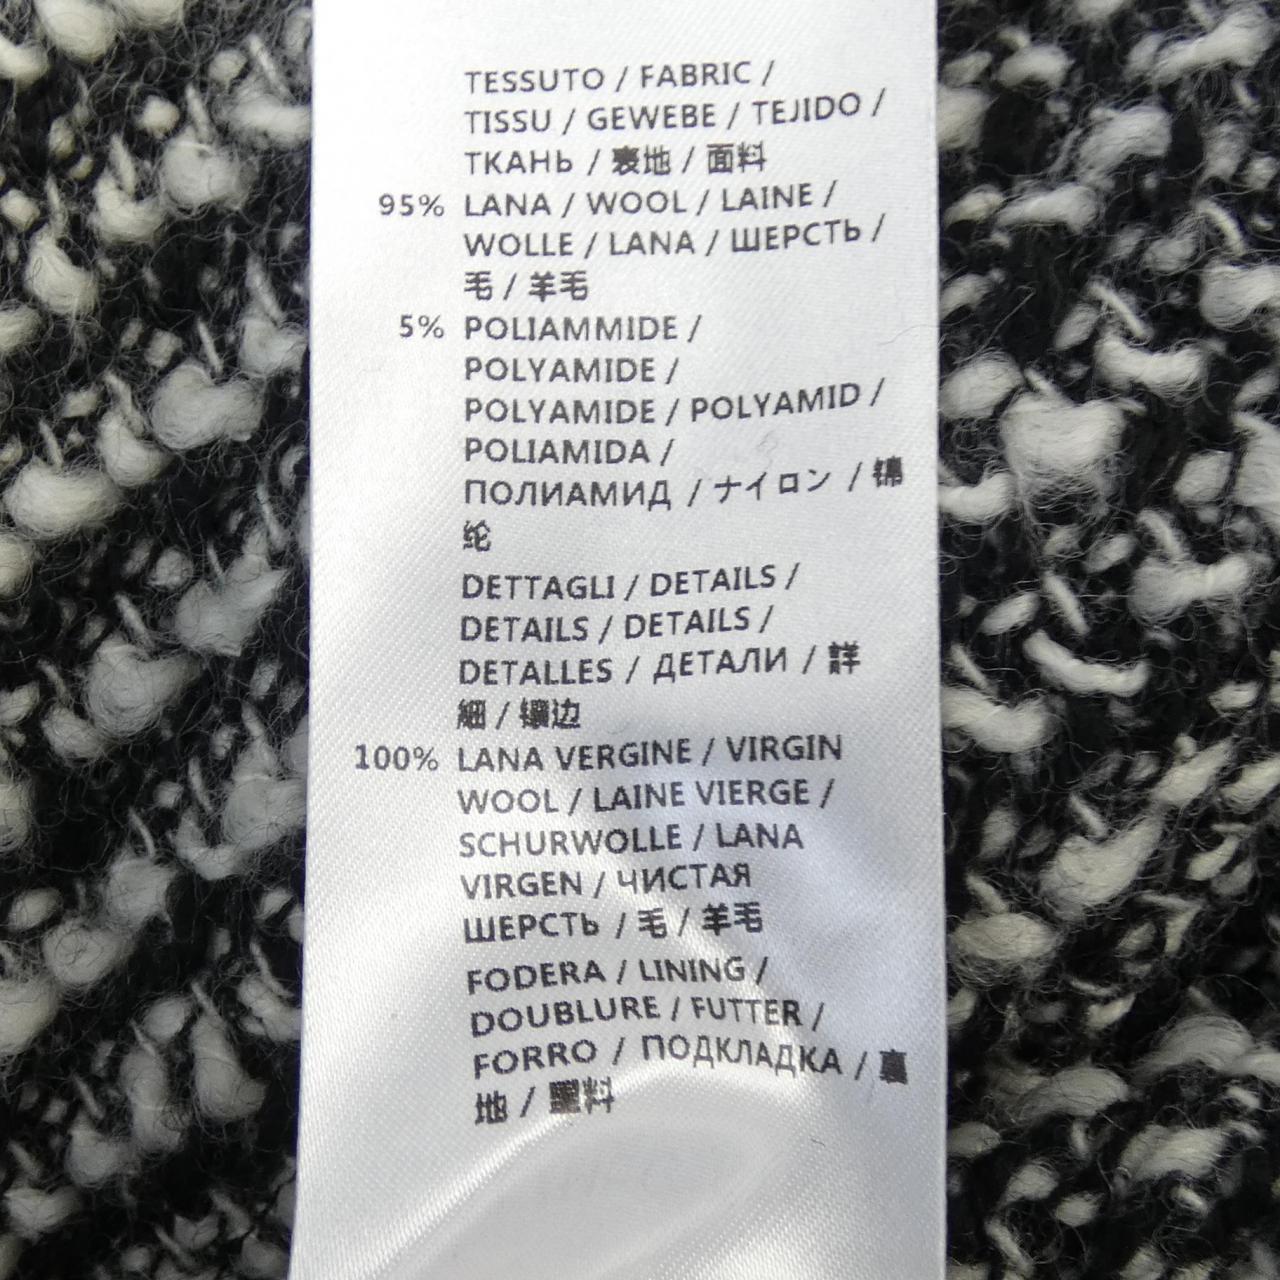 TESSUTO / FABRIC /
TISSU / GEWEBE / TEJIDO /
ТКАНЬ / 裏地 / 面料
95% LANA / WOOL / LAINE /
WOLLE / LANA / ШЕРСТЬ /
毛 / 羊毛
5% POLIAMMIDE /
POLYAMIDE /
POLYAMIDE / POLYAMID /
POLIAMIDA /
ПОЛИАМИД / ナイロン / 锦
纶
DETTAGLI / DETAILS /
DETAILS / DETAILS /
DETALLES / ДЕТАЛИ / 詳
細 / 镶边
100% LANA VERGINE / VIRGIN
WOOL / LAINE VIERGE /
SCHURWOLLE / LANA
VIRGEN / ЧИСТАЯ
ШЕРСТЬ / 毛 / 羊毛
FODERA / LINING /
DOUBLURE / FUTTER /
FORRO / ПОДКЛАДКА / 裏
地 / 里料